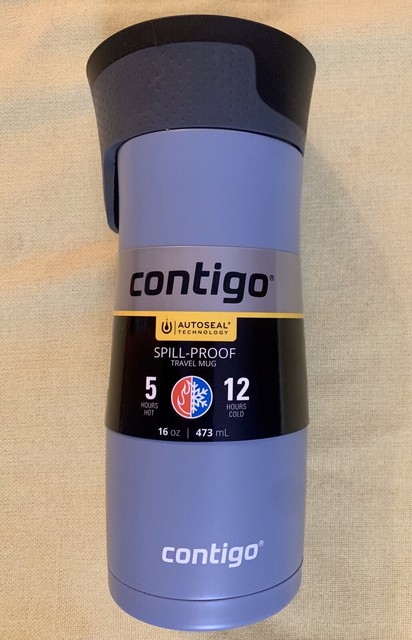 contigo®
AUTOSEAL®
TECHNOLOGY
SPILL-PROOF
TRAVEL MUG
5 12
HOURS HOURS
HOT COLD
16 oz | 473 mL
contigo®